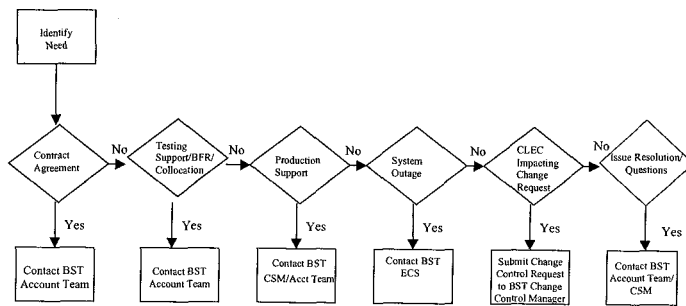 Identify
Need
Contract
Agreement
No
Testing
Support/BFR/
Collocation
No
Production
Support
No
System
Outage
No
CLEC
Impacting
Change
Request
No
Issue Resolution/
Questions
Yes
Yes
Yes
Yes
Yes
Yes
Contact BST
Account Team
Contact BST
Account Team
Contact BST
CSM/Acct Team
Contact BST
ECS
Submit Change
Control Request
to BST Change
Control Manager
Contact BST
Account Team/
CSM